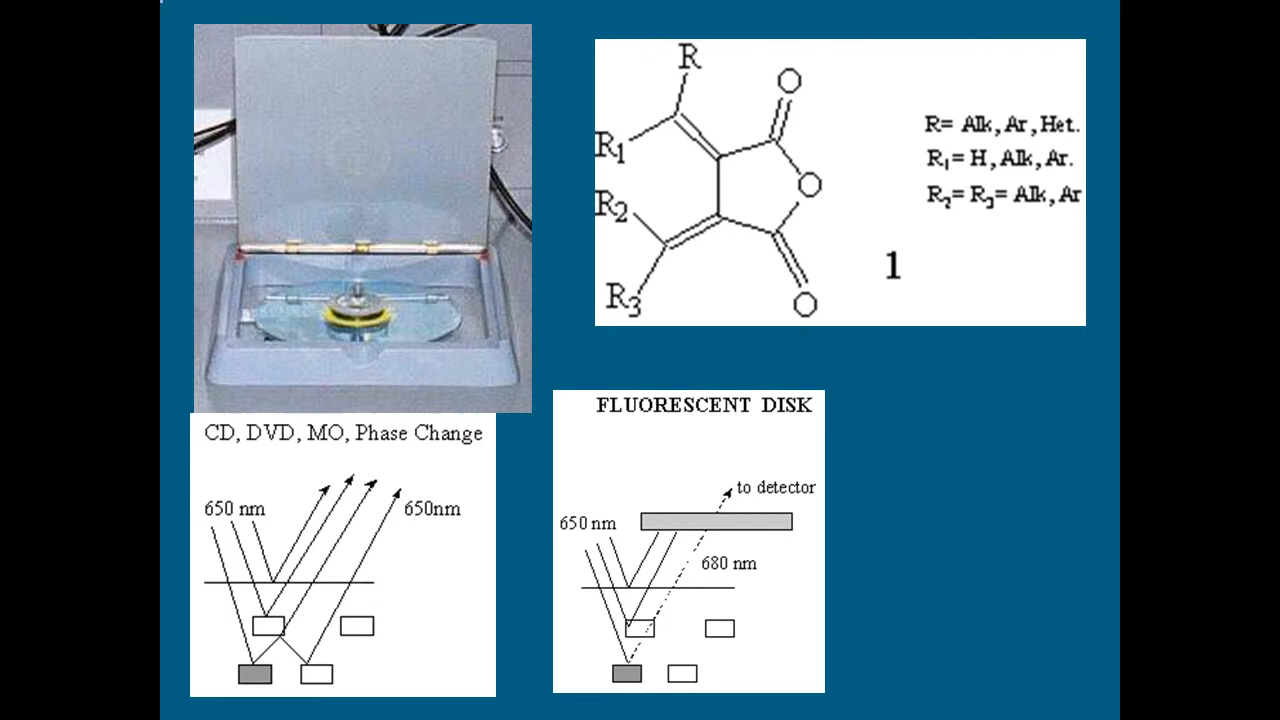 R
O
R₁
R= Alk, Ar, Het.
R₁= H, Alk, Ar.
O
R₂
R₂= R₃= Alk, Ar
1
R₃
O
CD, DVD, MO, Phase Change
650 nm
650nm
FLUORESCENT DISK
to detector
650 nm
680 nm